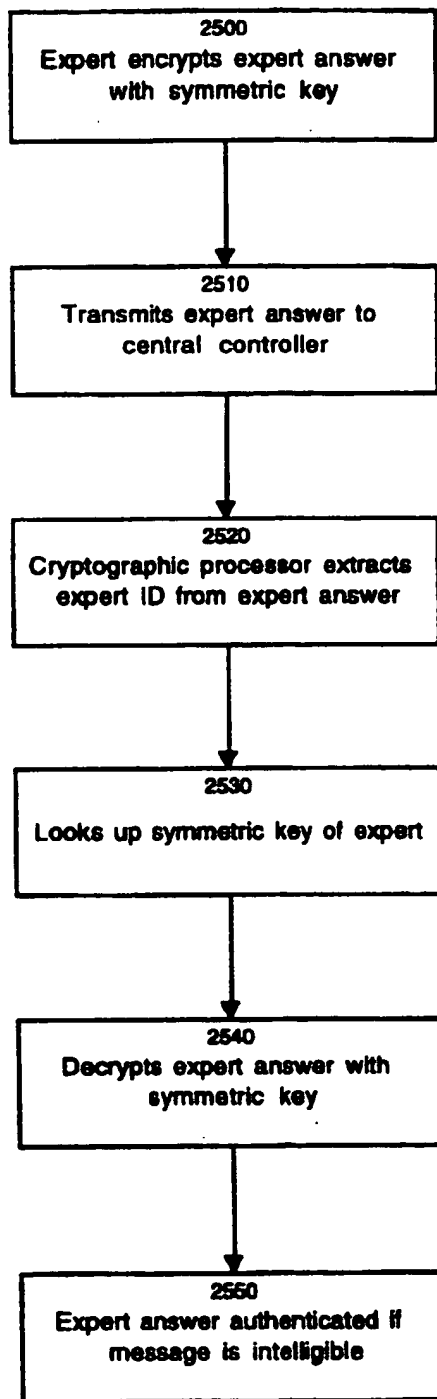 2500
Expert encrypts expert answer
with symmetric key
2510
Transmits expert answer to
central controller
2520
Cryptographic processor extracts
expert ID from expert answer
2530
Looks up symmetric key of expert
2540
Decrypts expert answer with
symmetric key
2550
Expert answer authenticated if
message is intelligible